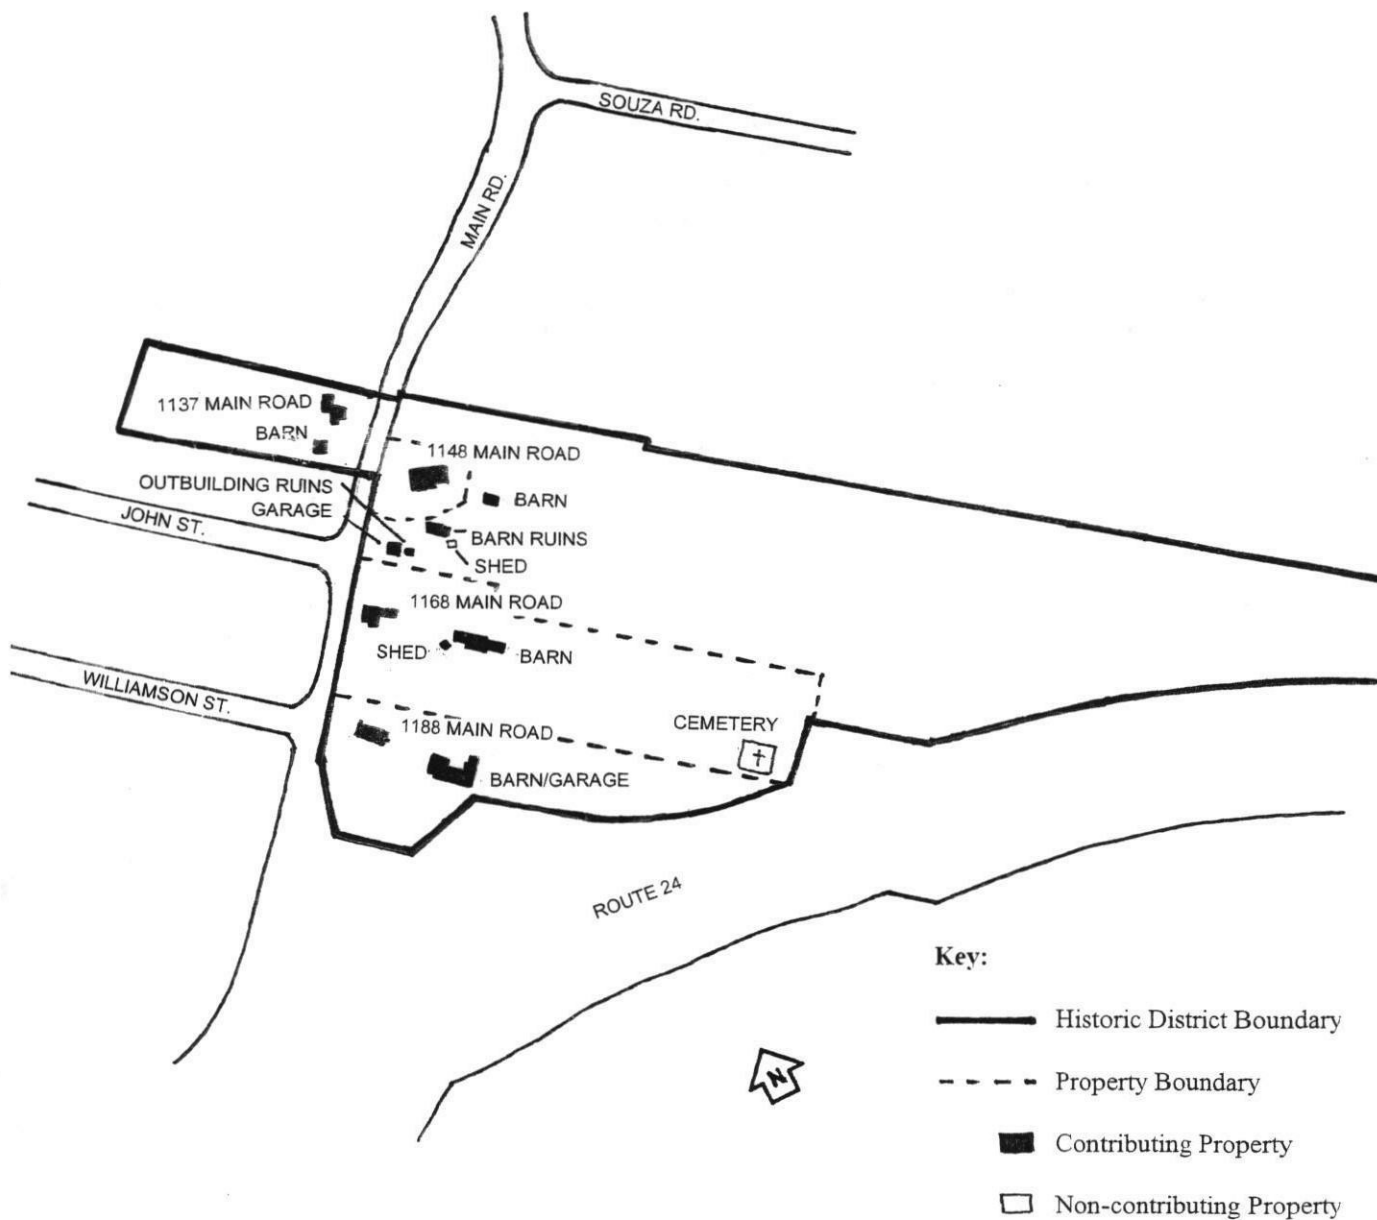 SOUZA RD.
MAIN RD.
1137 MAIN ROAD
BARN
1148 MAIN ROAD
OUTBUILDING RUINS
GARAGE
BARN
JOHN ST.
BARN RUINS
SHED
1168 MAIN ROAD
SHED
BARN
WILLIAMSON ST.
1188 MAIN ROAD
CEMETERY
BARN/GARAGE
ROUTE 24
Key:
Historic District Boundary
N
Property Boundary
Contributing Property
Non-contributing Property